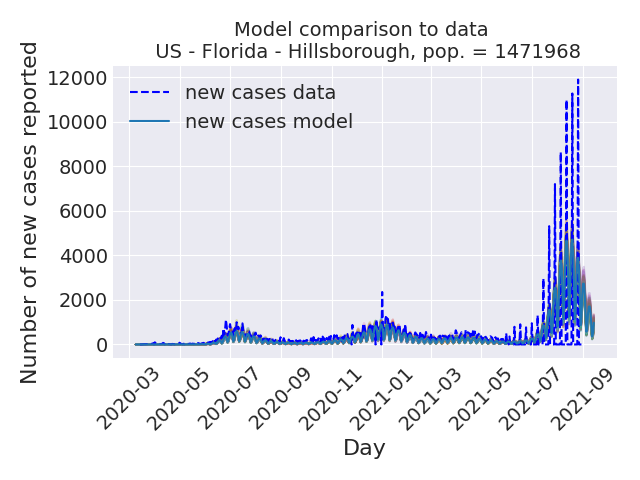 Model comparison to data
US - Florida - Hillsborough, pop. = 1471968
Number of new cases reported
12000
10000
8000
6000
4000
2000
0
new cases data
new cases model
2020-03
2020-05
2020-07
2020-09
2020-11
2021-01
2021-03
2021-05
2021-07
2021-09
Day